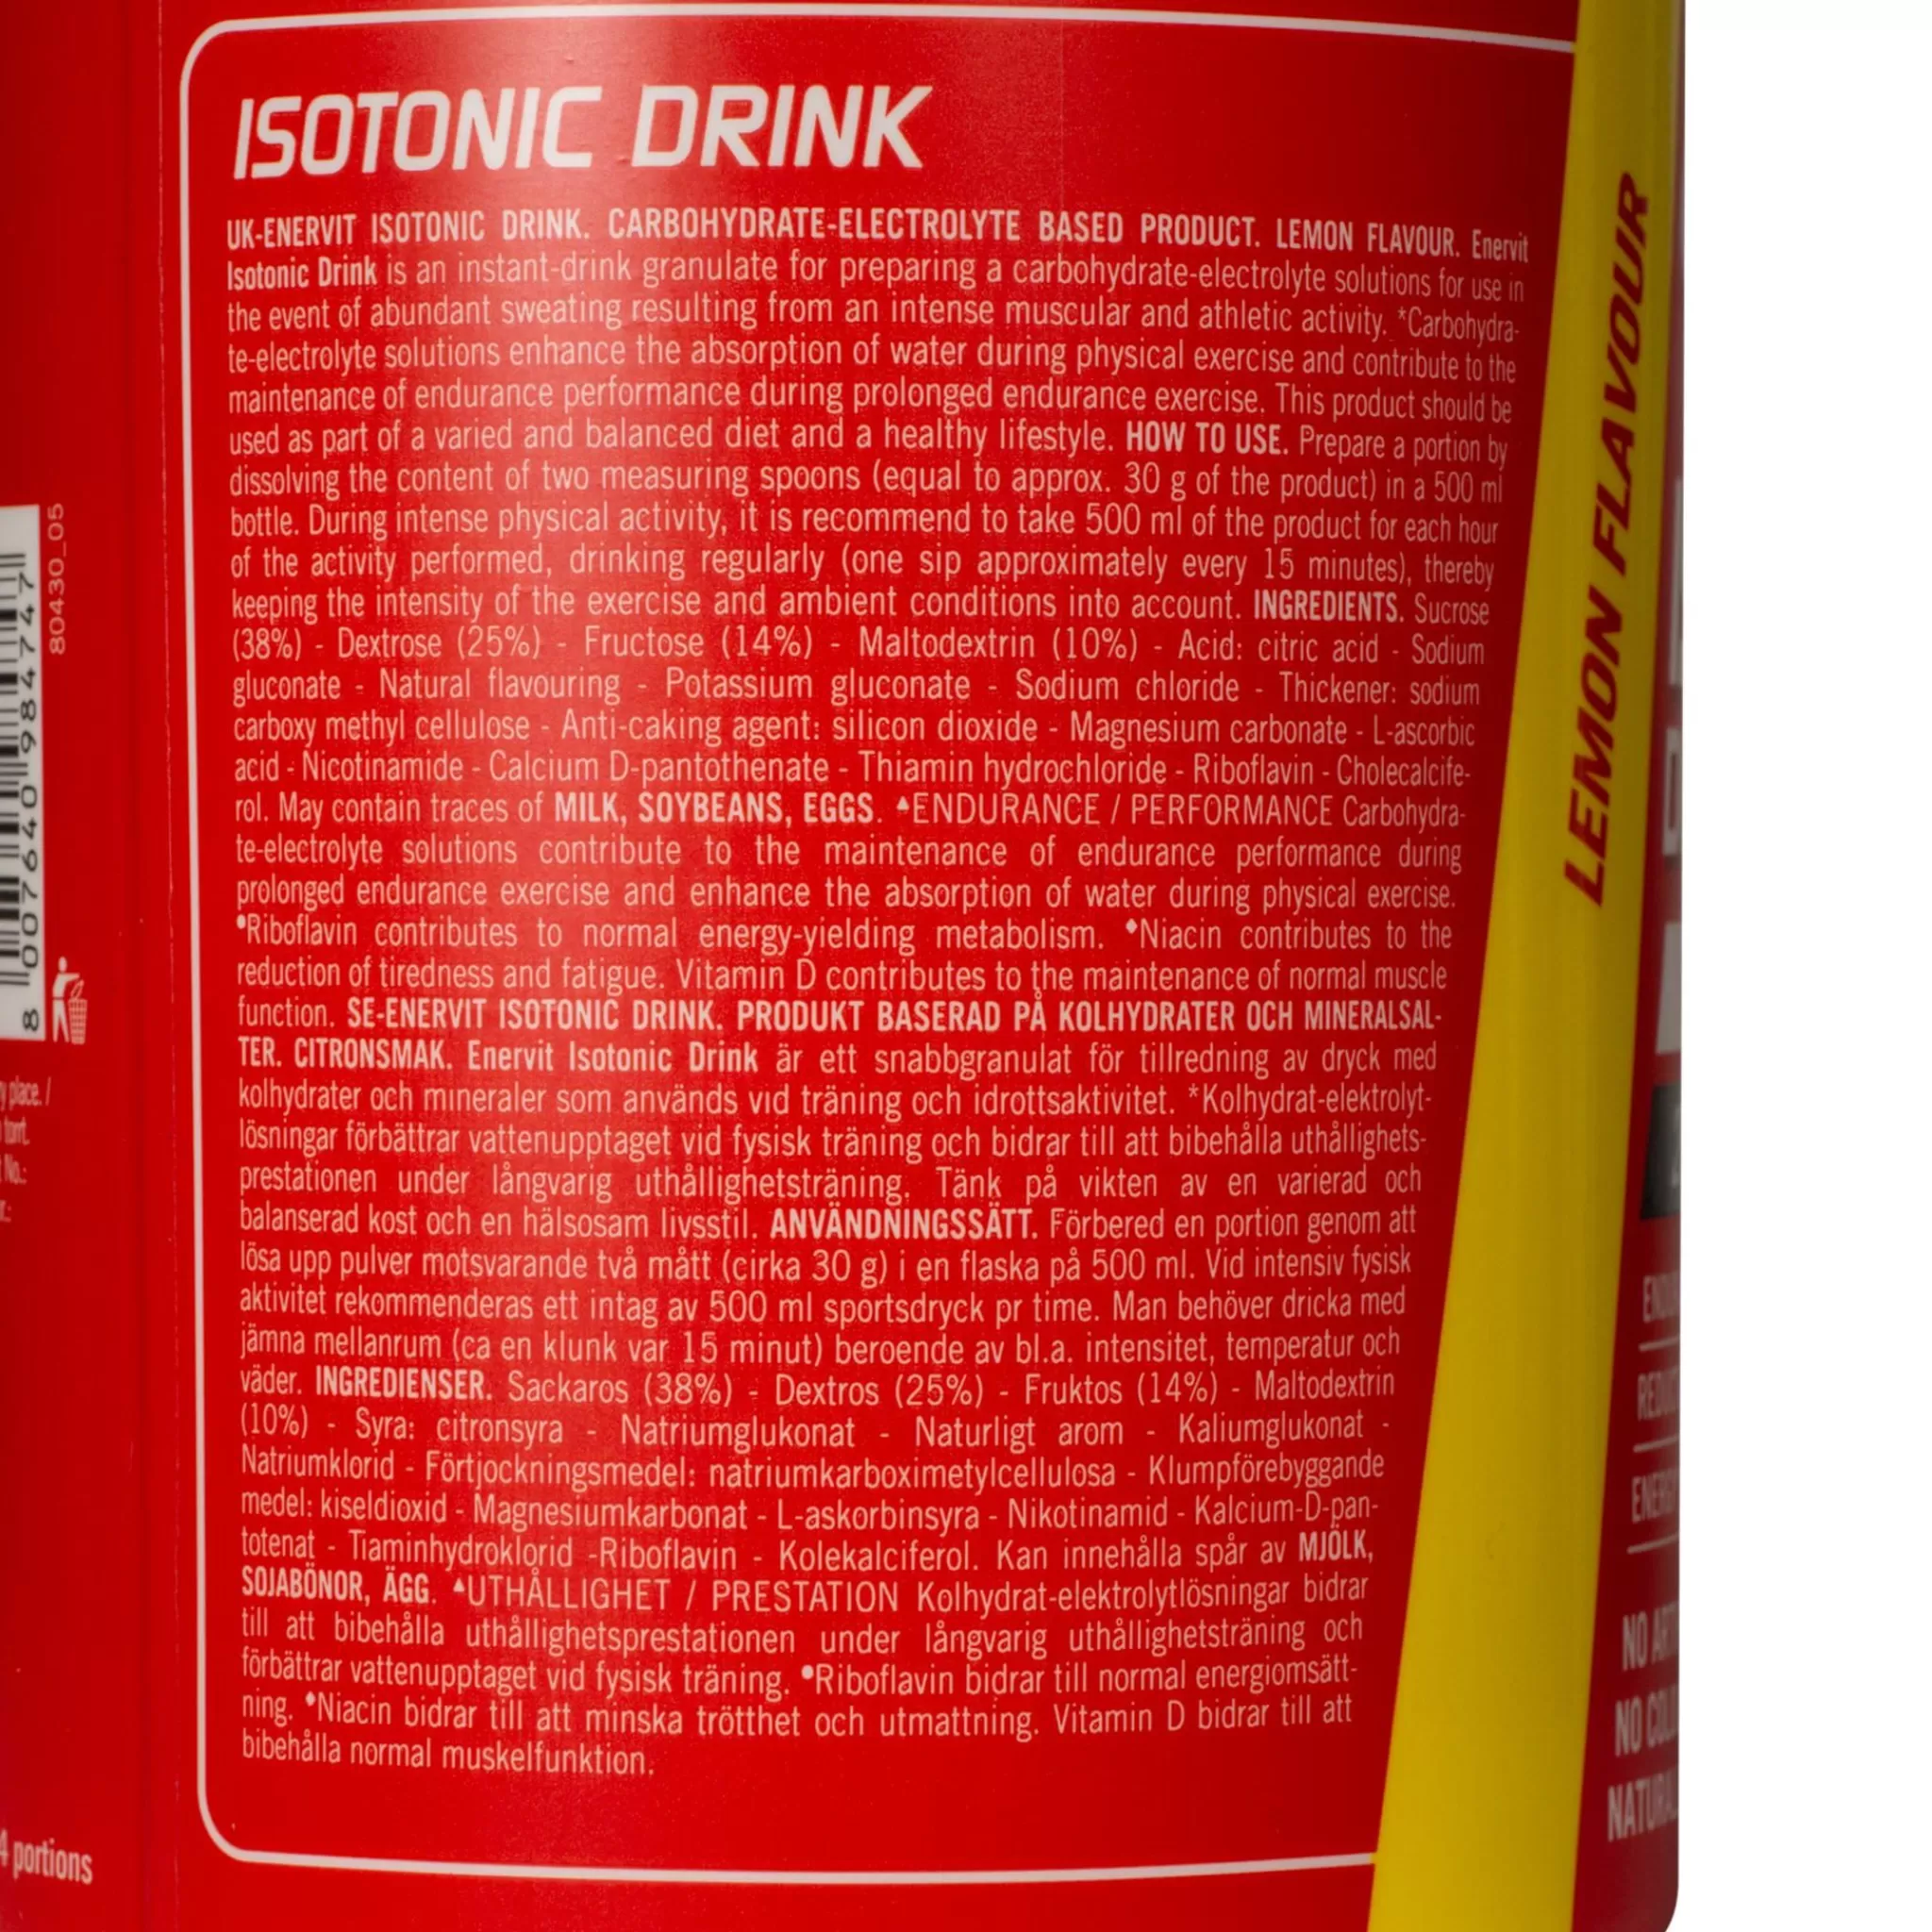 ISOTONIC DRINK
UK-ENERVIT ISOTONIC DRINK. CARBOHYDRATE-ELECTROLYTE BASED PRODUCT. LEMON FLAVOUR. Enervit
Isotonic Drink is an instant-drink granulate for preparing a carbohydrate-electrolyte solutions for use in
the event of abundant sweating resulting from an intense muscular and athletic activity. *Carbohydra-
te-electrolyte solutions enhance the absorption of water during physical exercise and contribute to the
maintenance of endurance performance during prolonged endurance exercise. This product should be
used as part of a varied and balanced diet and a healthy lifestyle. HOW TO USE. Prepare a portion by
dissolving the content of two measuring spoons (equal to approx. 30 g of the product) in a 500 ml
bottle. During intense physical activity, it is recommend to take 500 ml of the product for each hour
of the activity performed, drinking regularly (one sip approximately every 15 minutes), thereby
keeping the intensity of the exercise and ambient conditions into account. INGREDIENTS. Sucrose
(38%) - Dextrose (25%) - Fructose (14%) - Maltodextrin (10%) - Acid: citric acid - Sodium
gluconate - Natural flavouring - Potassium gluconate - Sodium chloride - Thickener: sodium
carboxy methyl cellulose - Anti-caking agent: silicon dioxide - Magnesium carbonate - L-ascorbic
acid - Nicotinamide - Calcium D-pantothenate - Thiamin hydrochloride - Riboflavin - Cholecalcife-
rol. May contain traces of MILK, SOYBEANS, EGGS. ▲ENDURANCE / PERFORMANCE Carbohydra-
te-electrolyte solutions contribute to the maintenance of endurance performance during
prolonged endurance exercise and enhance the absorption of water during physical exercise.
●Riboflavin contributes to normal energy-yielding metabolism. ♦Niacin contributes to the
reduction of tiredness and fatigue. Vitamin D contributes to the maintenance of normal muscle
function. SE-ENERVIT ISOTONIC DRINK. PRODUKT BASERAD PÅ KOLHYDRATER OCH MINERALSAL-
TER. CITRONSMAK. Enervit Isotonic Drink är ett snabbgranulat för tillredning av dryck med
kolhydrater och mineraler som används vid träning och idrottsaktivitet. *Kolhydrat-elektrolyt-
lösningar förbättrar vattenupptaget vid fysisk träning och bidrar till att bibehålla uthållighets-
prestationen under långvarig uthållighetsträning. Tänk på vikten av en varierad och
balanserad kost och en hälsosam livsstil. ANVÄNDNINGSSÄTT. Förbered en portion genom att
lösa upp pulver motsvarande två mått (cirka 30 g) i en flaska på 500 ml. Vid intensiv fysisk
aktivitet rekommenderas ett intag av 500 ml sportsdryck pr time. Man behöver dricka med
jämna mellanrum (ca en klunk var 15 minut) beroende av bl.a. intensitet, temperatur och
väder. INGREDIENSER. Sackaros (38%) - Dextros (25%) - Fruktos (14%) - Maltodextrin
(10%) - Syra: citronsyra - Natriumglukonat - Naturligt arom - Kaliumglukonat -
Natriumklorid - Förtjockningsmedel: natriumkarboximetylcellulosa - Klumpförebyggande
medel: kiseldioxid - Magnesiumkarbonat - L-askorbinsyra - Nikotinamid - Kalcium-D-pan-
totenat - Tiaminhydroklorid -Riboflavin - Kolekalciferol. Kan innehålla spår av MJÖLK,
SOJABÖNOR, ÄGG. ▲UTHÅLLIGHET / PRESTATION Kolhydrat-elektrolytlösningar bidrar
till att bibehålla uthållighetsprestationen under långvarig uthållighetsträning och
förbättrar vattenupptaget vid fysisk träning. ●Riboflavin bidrar till normal energiomsätt-
ning. ♦Niacin bidrar till att minska trötthet och utmattning. Vitamin D bidrar till att
bibehålla normal muskelfunktion.
LEMON FLAVOUR
8 007640 984747
80430_05
place. /
No.:
4 portions
NO
NO